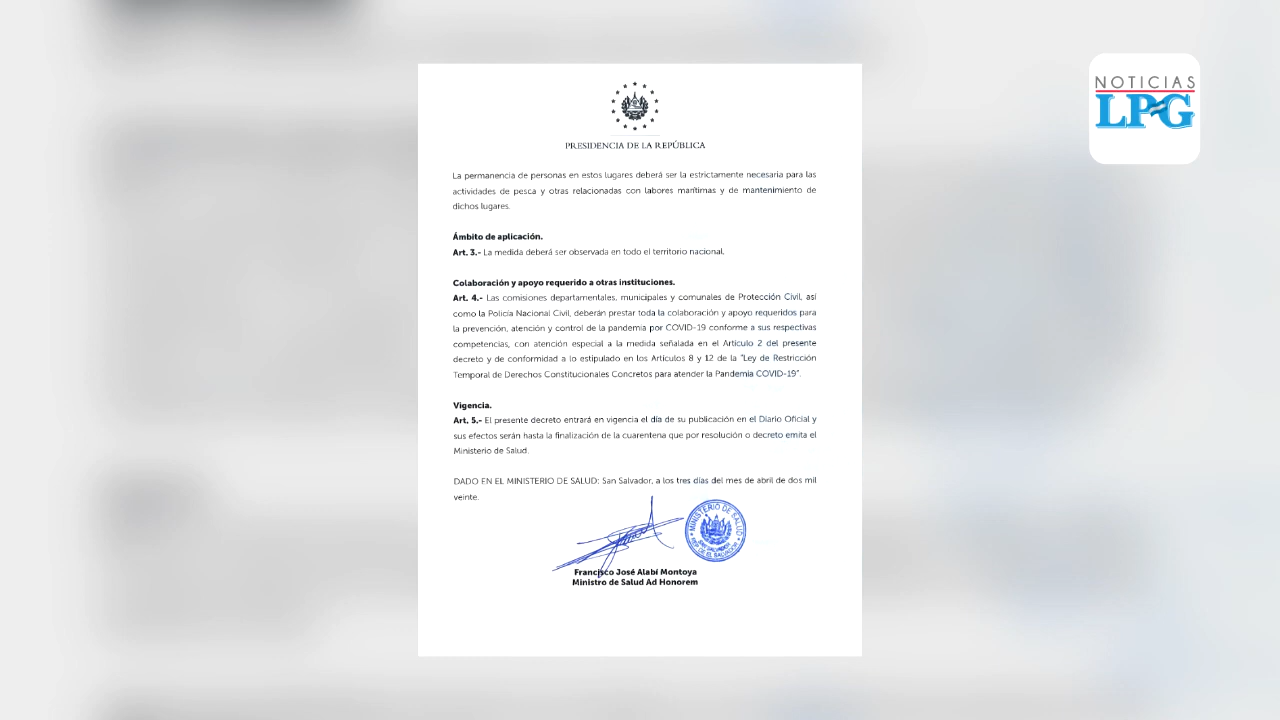 NOTICIAS
LPG
PRESIDENCIA DE LA REPÚBLICA
La permanencia de personas en estos lugares deberá ser la estrictamente necesaria para las
actividades de pesca y otras relacionadas con labores marítimas y de mantenimiento de
dichos lugares.
Ámbito de aplicación.
Art. 3.- La medida deberá ser observada en todo el territorio nacional.
Colaboración y apoyo requerido a otras instituciones.
Art. 4.- Las comisiones departamentales, municipales y comunales de Protección Civil, así
como la Policía Nacional Civil, deberán prestar toda la colaboración y apoyo requeridos para
la prevención, atención y control de la pandemia por COVID-19 conforme a sus respectivas
competencias, con atención especial a la medida señalada en el Artículo 2 del presente
decreto y de conformidad a lo estipulado en los Artículos 8 y 12 de la "Ley de Restricción
Temporal de Derechos Constitucionales Concretos para atender la Pandemia COVID-19".
Vigencia.
Art. 5.- El presente decreto entrará en vigencia el día de su publicación en el Diario Oficial y
sus efectos serán hasta la finalización de la cuarentena que por resolución o decreto emita el
Ministerio de Salud.
DADO EN EL MINISTERIO DE SALUD: San Salvador, a los tres días del mes de abril de dos mil
veinte.
MINISTERIO DE SALUD
SAN SALVADOR
REP. DE EL SALVADOR
Francisco José Alabí Montoya
Ministro de Salud Ad Honorem